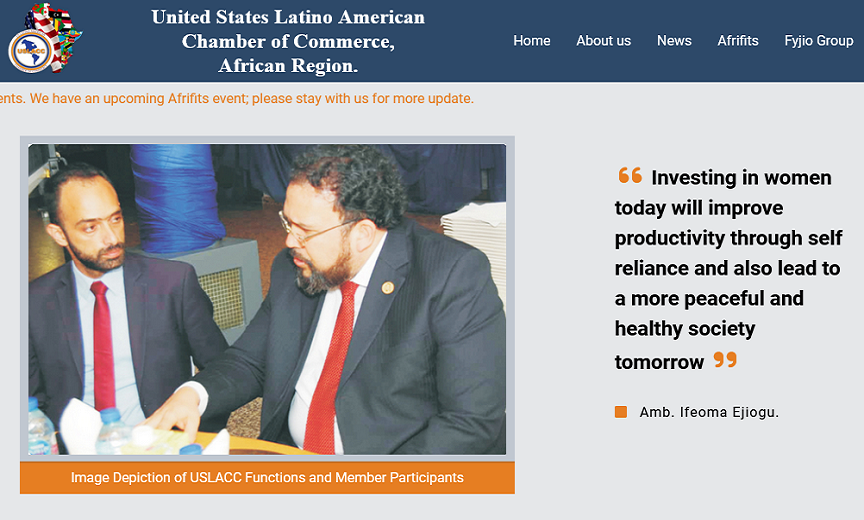 United States Latino American
Chamber of Commerce,
African Region.
USLACC
Home About us News Afrifits Fyjio Group
ents. We have an upcoming Afrifits event; please stay with us for more update.
“ Investing in women
today will improve
productivity through self
reliance and also lead to
a more peaceful and
healthy society
tomorrow ”
Amb. Ifeoma Ejiogu.
Image Depiction of USLACC Functions and Member Participants